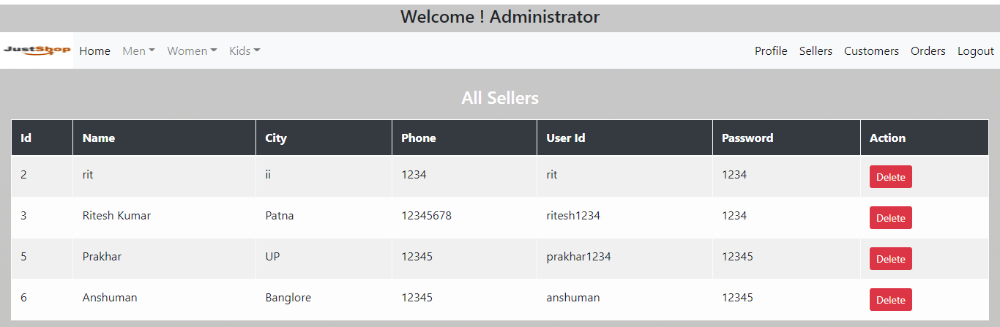 Welcome ! Administrator
JustShop Home Men Women Kids Profile Sellers Customers Orders Logout
All Sellers
Id Name City Phone User Id Password Action
2 rit ii 1234 rit 1234 Delete
3 Ritesh Kumar Patna 12345678 ritesh1234 1234 Delete
5 Prakhar UP 12345 prakhar1234 12345 Delete
6 Anshuman Banglore 12345 anshuman 12345 Delete